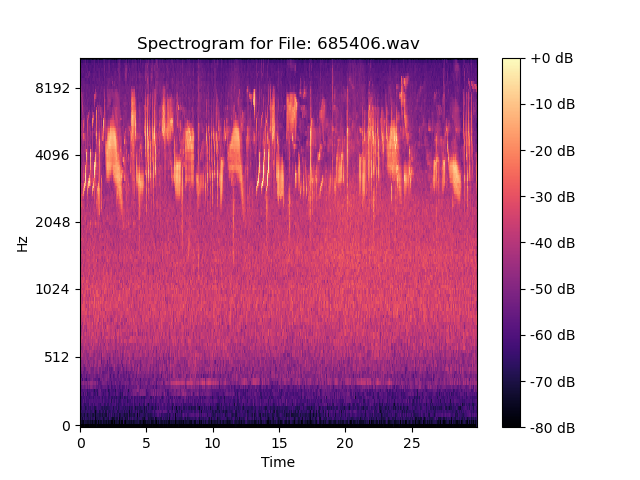 Spectrogram for File: 685406.wav
8192
4096
2048
1024
512
0
Hz
0 5 10 15 20 25
Time
+0 dB
-10 dB
-20 dB
-30 dB
-40 dB
-50 dB
-60 dB
-70 dB
-80 dB